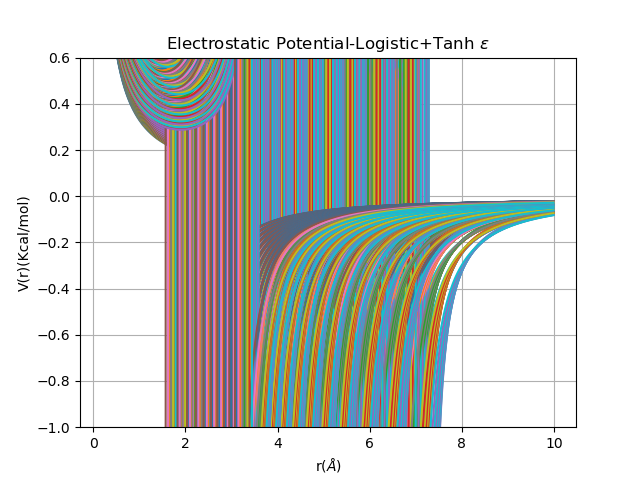 Electrostatic Potential-Logistic+Tanh ε
0.6
0.4
0.2
0.0
−0.2
−0.4
−0.6
−0.8
−1.0
V(r)(Kcal/mol)
0 2 4 6 8 10
r(Å)